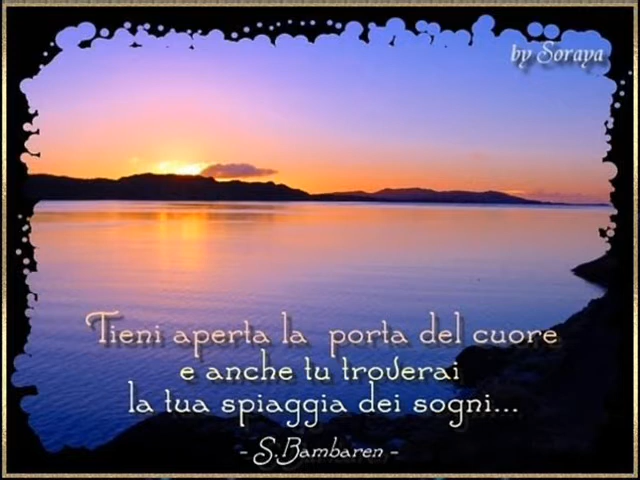 by Soraya
Tieni aperta la porta del cuore
e anche tu troverai
la tua spiaggia dei sogni...
- S.Bambaren -